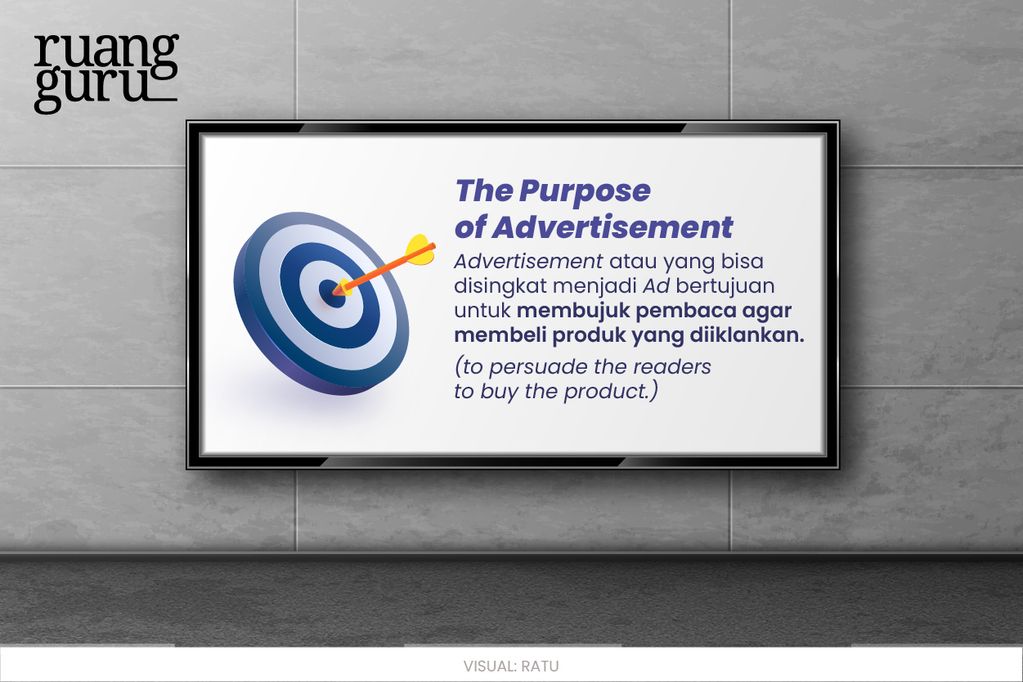 ruang
guru
The Purpose
of Advertisement
Advertisement atau yang bisa
disingkat menjadi Ad bertujuan
untuk membujuk pembaca agar
membeli produk yang diiklankan.
(to persuade the readers
to buy the product.)
VISUAL: RATU